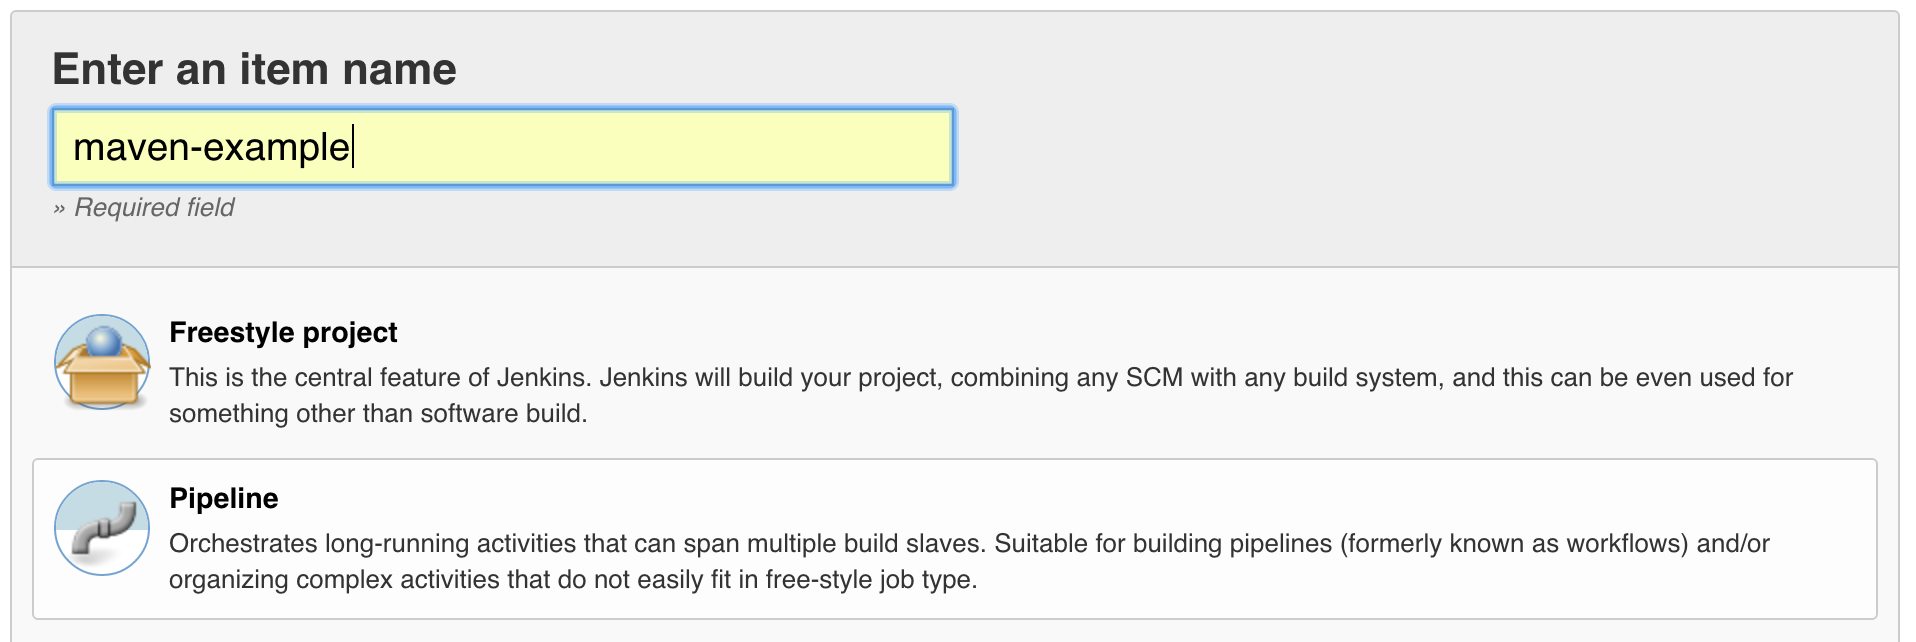 Enter an item name
maven-example
» Required field
Freestyle project
This is the central feature of Jenkins. Jenkins will build your project, combining any SCM with any build system, and this can be even used for
something other than software build.
Pipeline
Orchestrates long-running activities that can span multiple build slaves. Suitable for building pipelines (formerly known as workflows) and/or
organizing complex activities that do not easily fit in free-style job type.